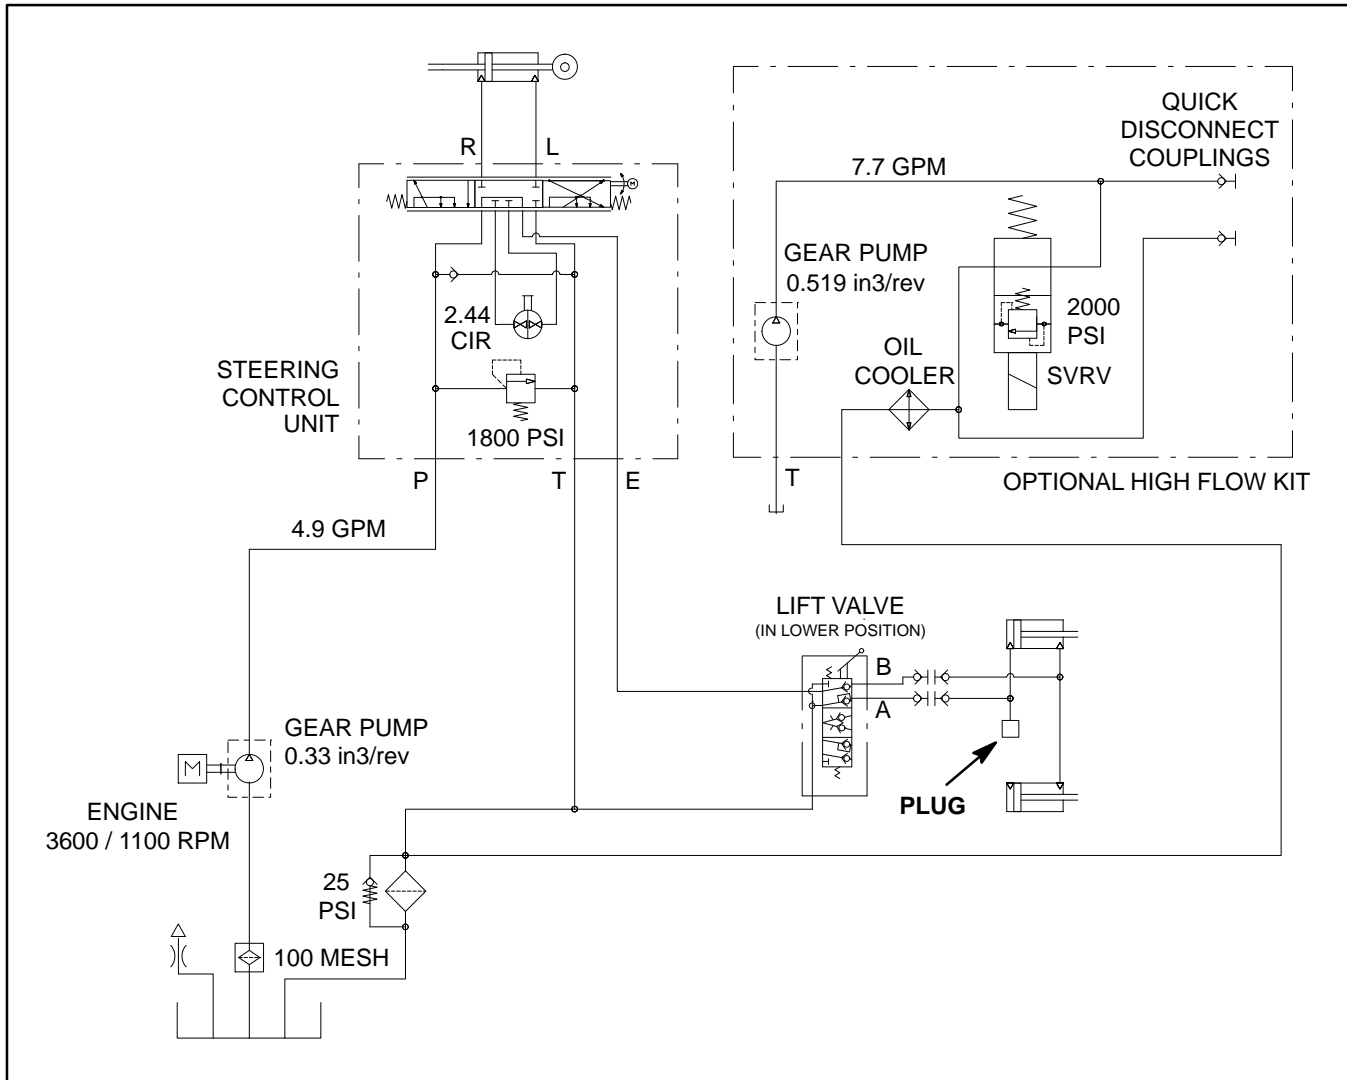 QUICK
DISCONNECT
COUPLINGS
R
L
7.7 GPM
M
GEAR PUMP
0.519 in3/rev
2.44
CIR
2000
PSI
OIL
COOLER
SVRV
STEERING
CONTROL
UNIT
1800 PSI
P
T
E
T
OPTIONAL HIGH FLOW KIT
4.9 GPM
LIFT VALVE
(IN LOWER POSITION)
B
A
GEAR PUMP
0.33 in3/rev
M
PLUG
ENGINE
3600 / 1100 RPM
25
PSI
100 MESH